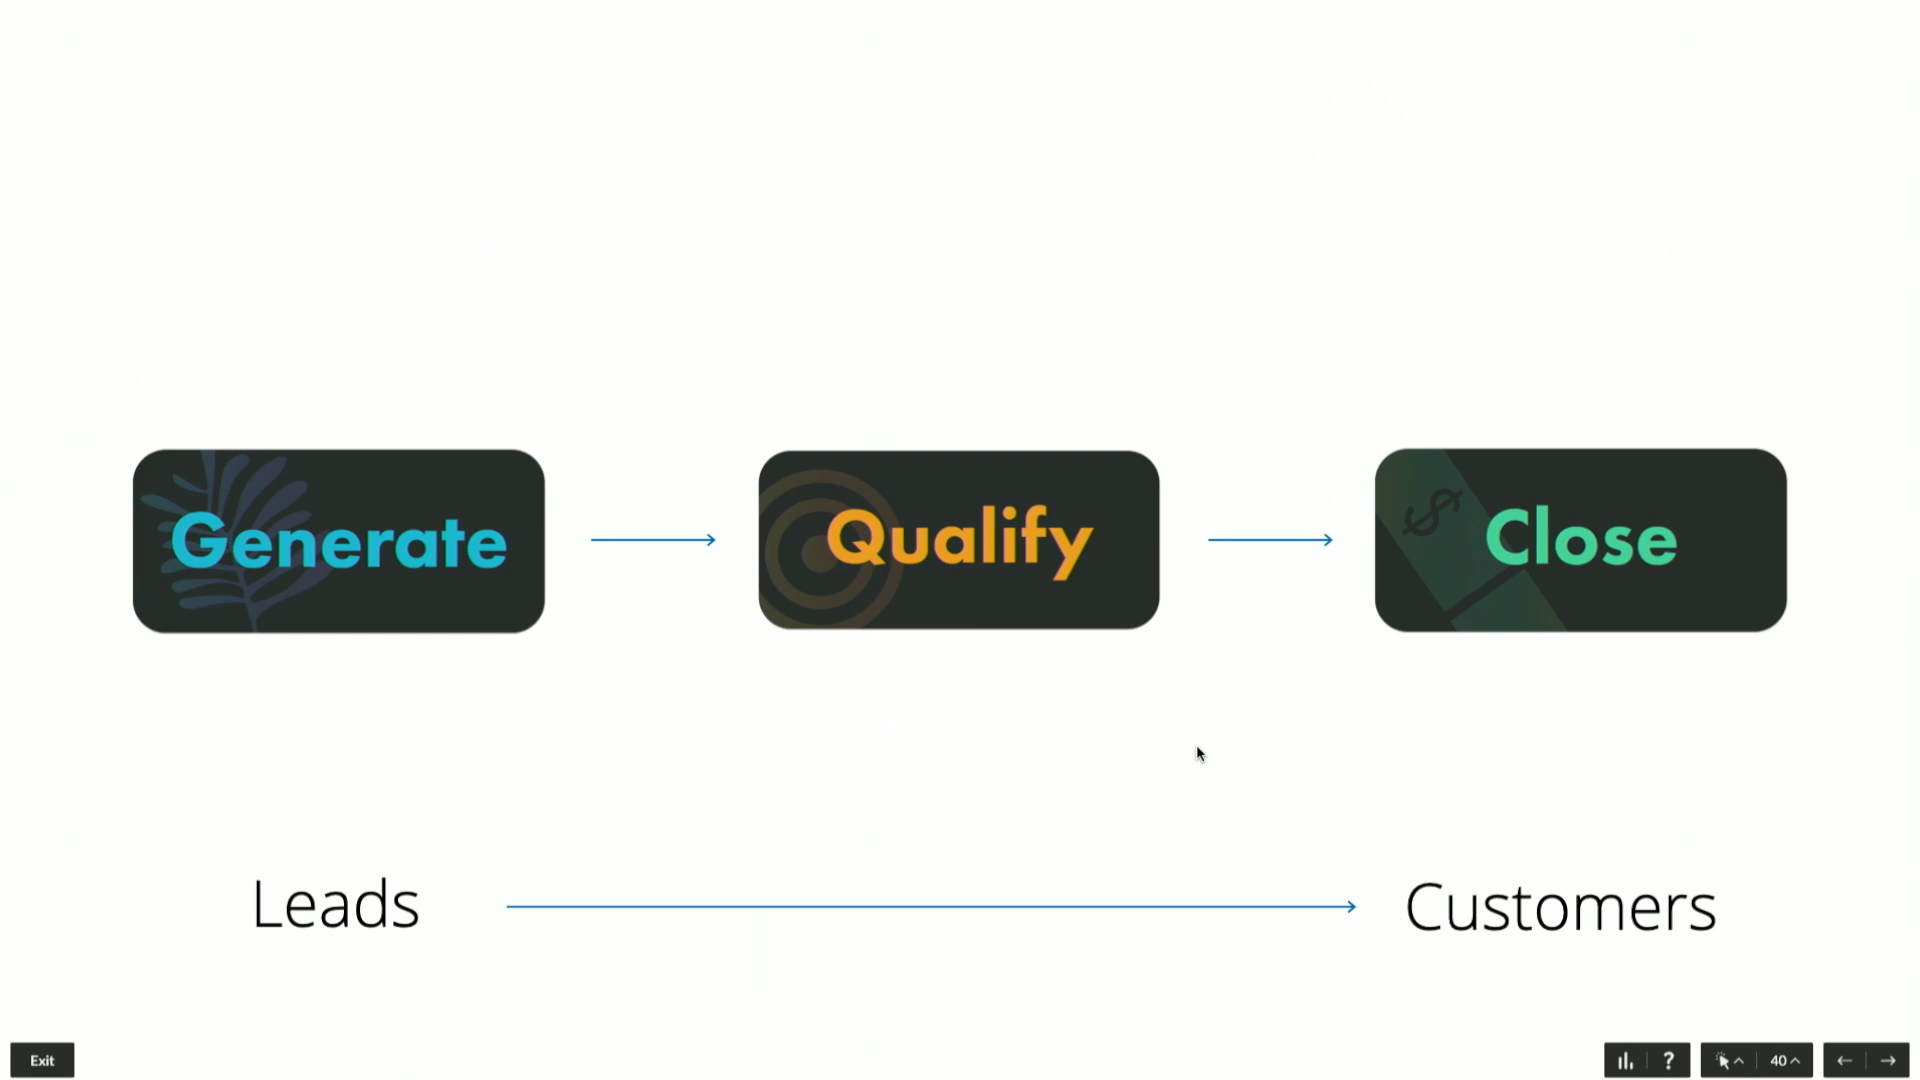 Generate
Qualify
Close
$
Leads
Customers
Exit
?
40